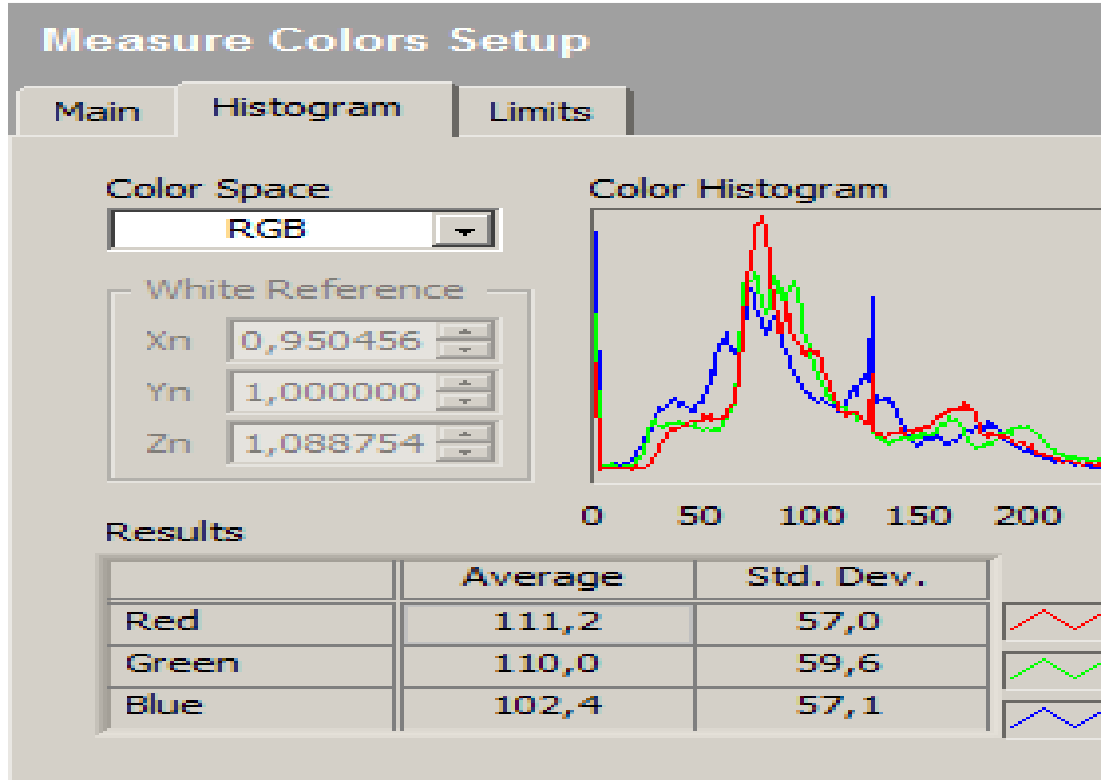 Measure Colors Setup
Main Histogram Limits
Color Space
RGB
White Reference
Xn 0,950456
Yn 1,000000
Zn 1,088754
Color Histogram
0 50 100 150 200
Results
Average Std. Dev.
Red 111,2 57,0
Green 110,0 59,6
Blue 102,4 57,1